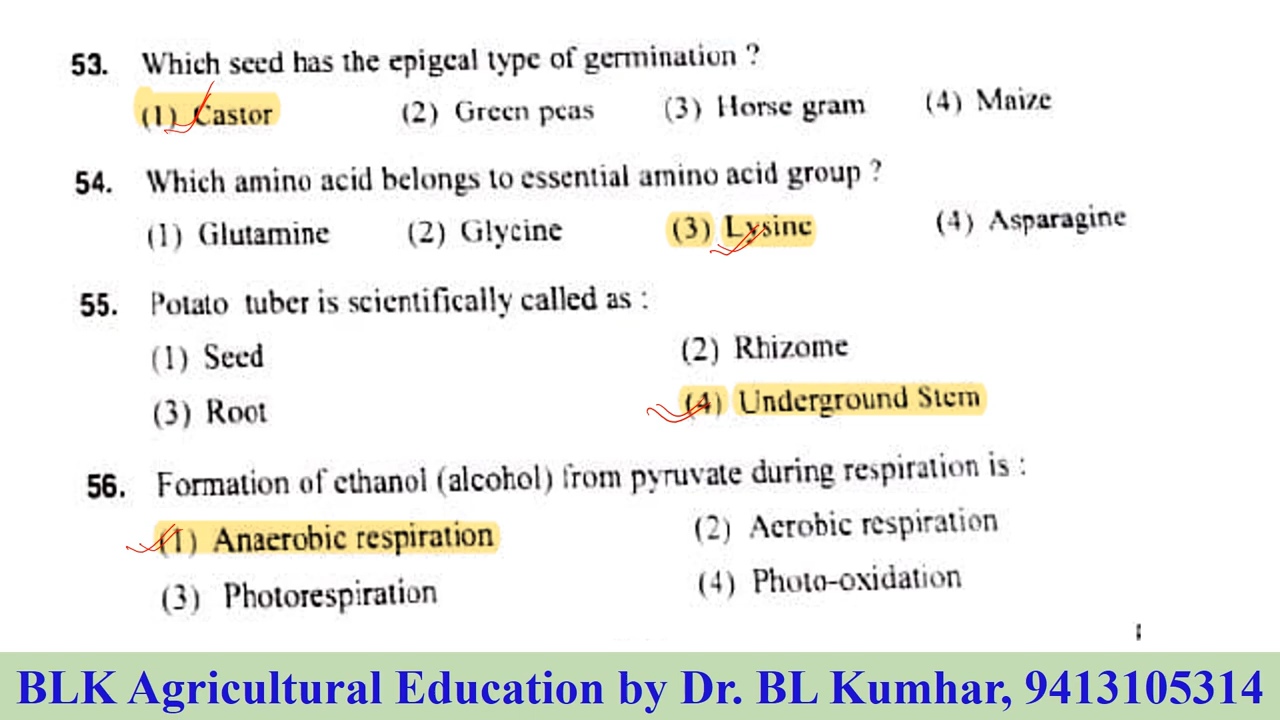 53. Which seed has the epigeal type of germination ?
(1) Castor (2) Green peas (3) Horse gram (4) Maize
54. Which amino acid belongs to essential amino acid group ?
(1) Glutamine (2) Glycine (3) Lysine (4) Asparagine
55. Potato tuber is scientifically called as :
(1) Seed (2) Rhizome
(3) Root (4) Underground Stem
56. Formation of ethanol (alcohol) from pyruvate during respiration is :
(1) Anaerobic respiration (2) Aerobic respiration
(3) Photorespiration (4) Photo-oxidation
BLK Agricultural Education by Dr. BL Kumhar, 9413105314